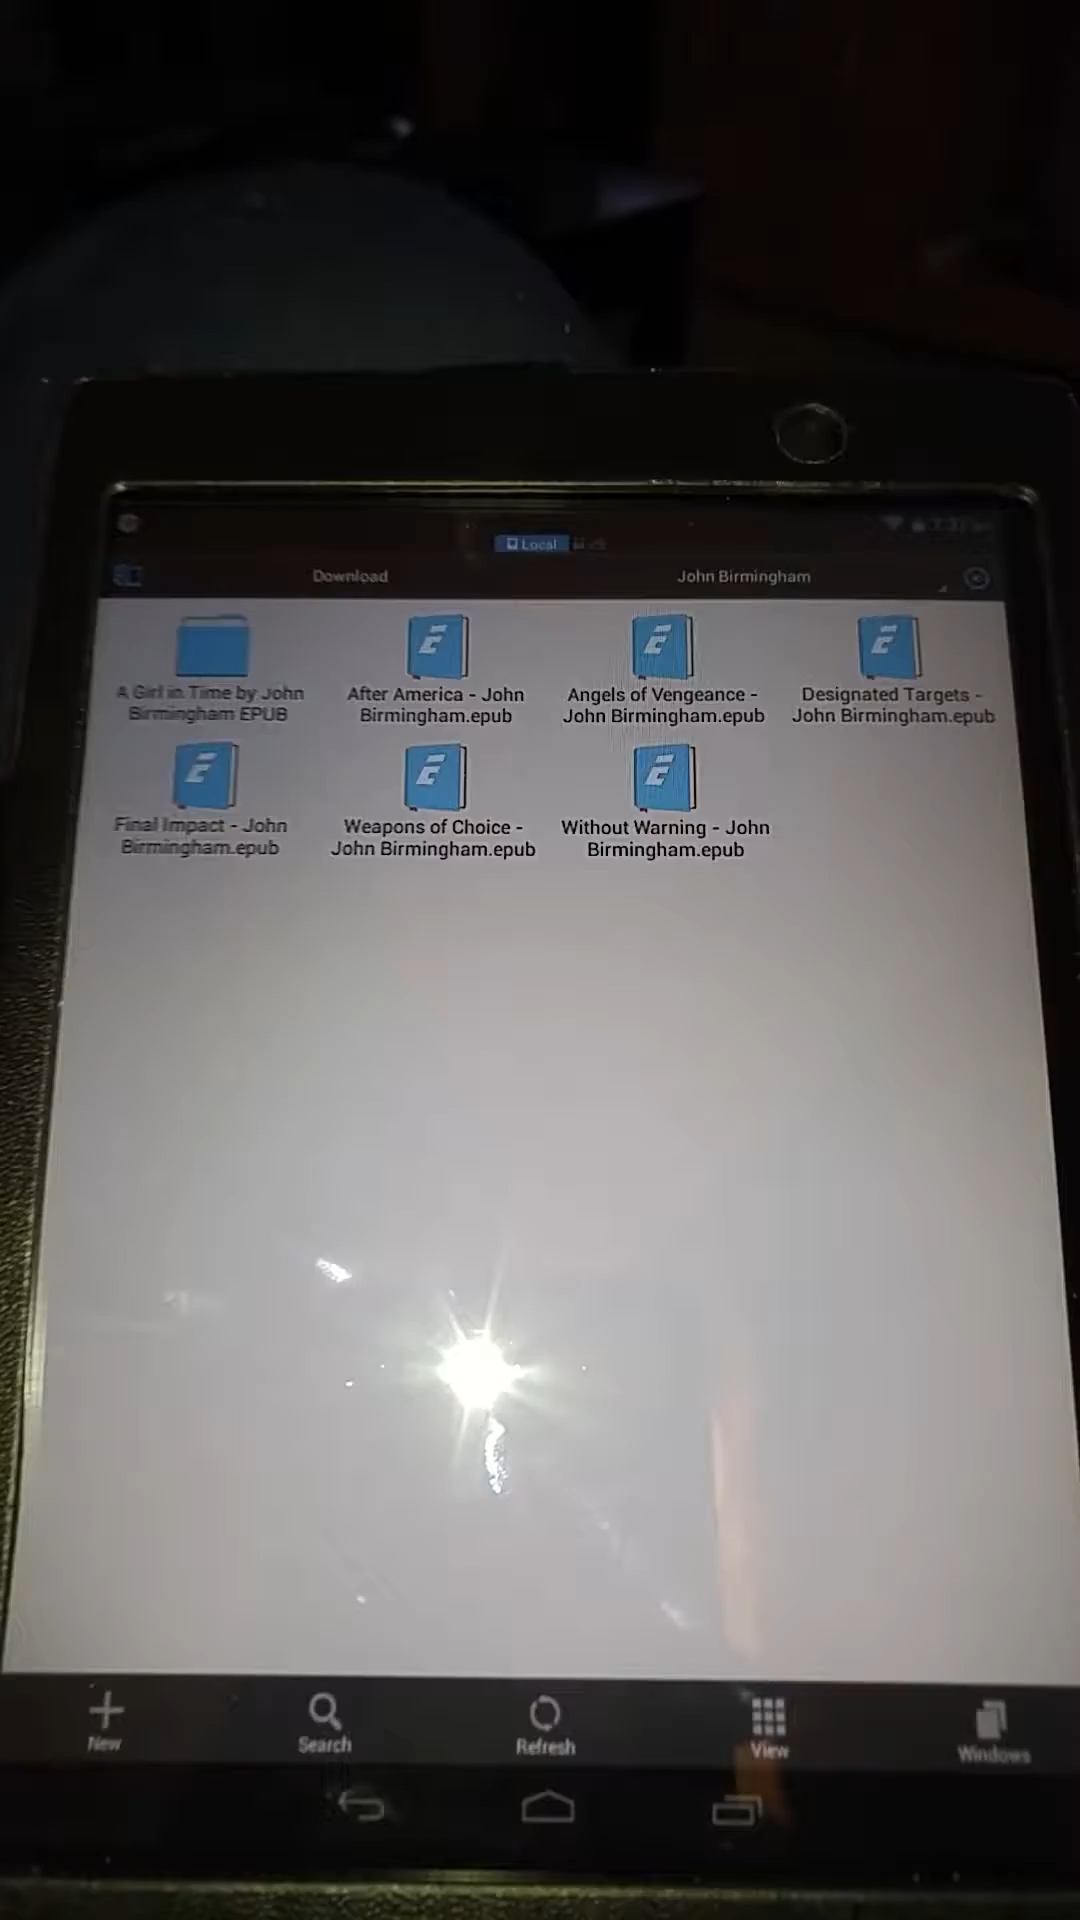 Local
Download
John Birmingham
A Girl in Time by John
Birmingham EPUB
After America - John
Birmingham.epub
Angels of Vengeance -
John Birmingham.epub
Designated Targets -
John Birmingham.epub
Final Impact - John
Birmingham.epub
Weapons of Choice -
John Birmingham.epub
Without Warning - John
Birmingham.epub
New
Search
Refresh
View
Windows